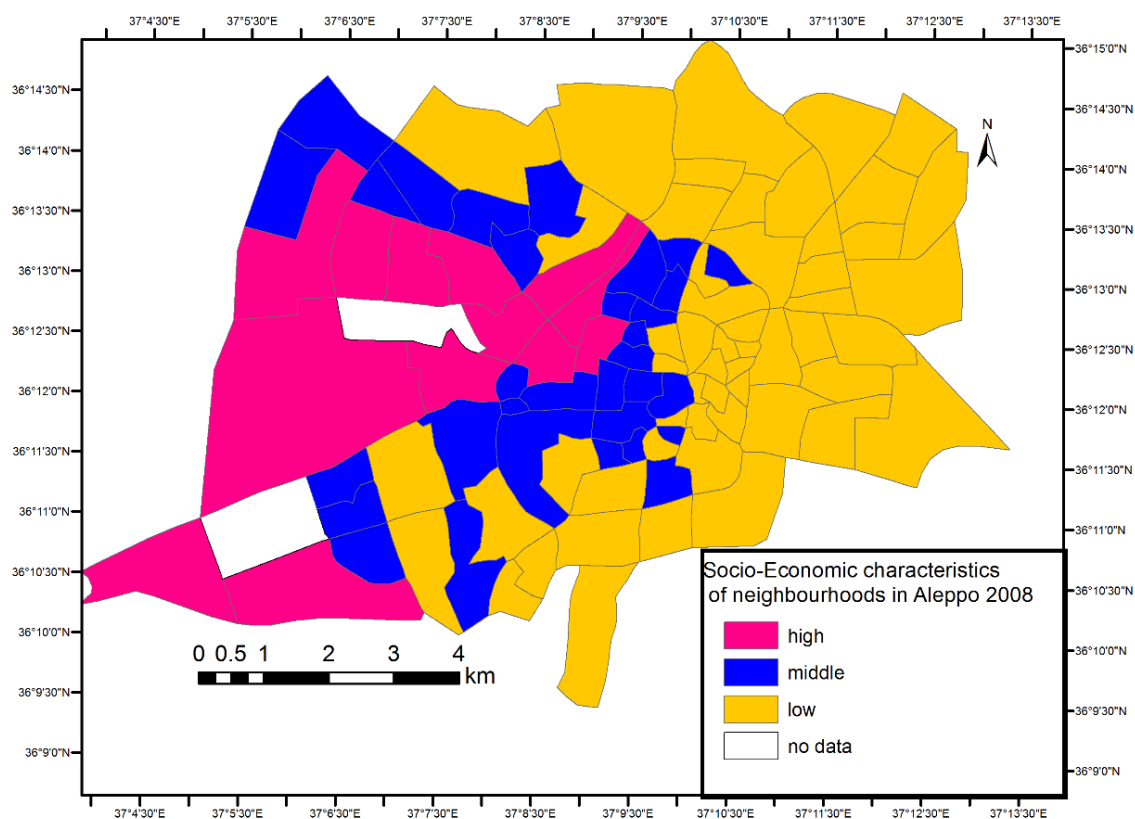 37°4'30"E 37°5'30"E 37°6'30"E 37°7'30"E 37°8'30"E 37°9'30"E 37°10'30"E 37°11'30"E 37°12'30"E 37°13'30"E
36°15'0"N
36°14'30"N 36°14'30"N
N
36°14'0"N 36°14'0"N
36°13'30"N 36°13'30"N
36°13'0"N 36°13'0"N
36°12'30"N 36°12'30"N
36°12'0"N 36°12'0"N
36°11'30"N 36°11'30"N
36°11'0"N 36°11'0"N
36°10'30"N 36°10'30"N
36°10'0"N 36°10'0"N
36°9'30"N 36°9'30"N
36°9'0"N 36°9'0"N
0 0.5 1 2 3 4
km
Socio-Economic characteristics
of neighbourhoods in Aleppo 2008
high
middle
low
no data
37°4'30"E 37°5'30"E 37°6'30"E 37°7'30"E 37°8'30"E 37°9'30"E 37°10'30"E 37°11'30"E 37°12'30"E 37°13'30"E